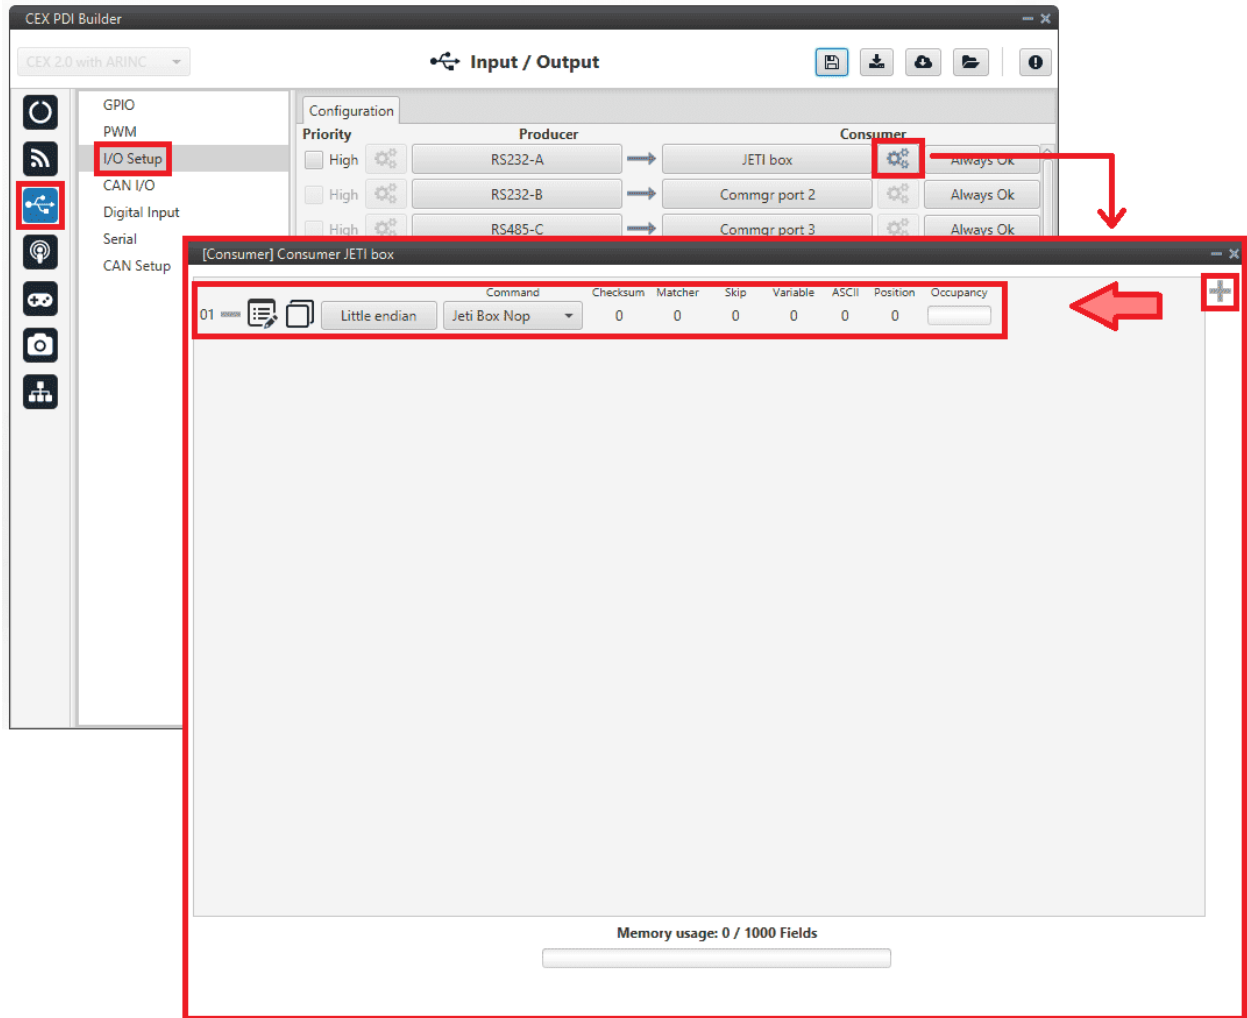 CEX PDI Builder
CEX 2.0 with ARINC
Input / Output
GPIO
PWM
I/O Setup
CAN I/O
Digital Input
Serial
CAN Setup
Configuration
Priority Producer Consumer
High RS232-A JETI box Always Ok
High RS232-B Commgr port 2 Always Ok
High RS485-C Commgr port 3 Always Ok
[Consumer] Consumer JETI box
Command Checksum Matcher Skip Variable ASCII Position Occupancy
01 Little endian Jeti Box Nop 0 0 0 0 0 0
Memory usage: 0 / 1000 Fields